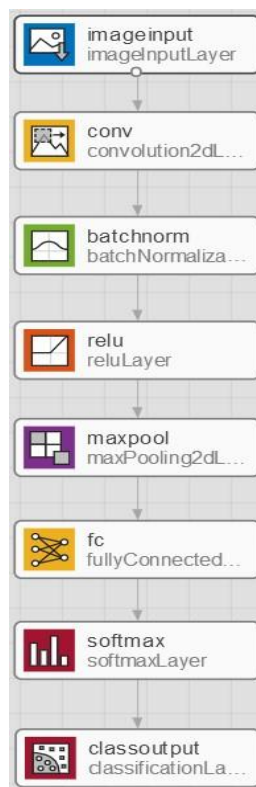 imageinput
imageInputLayer
conv
convolution2dL...
batchnorm
batchNormaliza...
relu
reluLayer
maxpool
maxPooling2dL...
fc
fullyConnected...
softmax
softmaxLayer
classoutput
classificationLa...